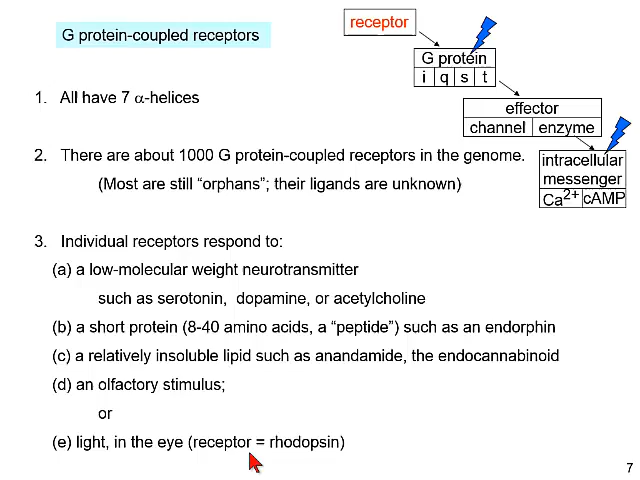 G protein-coupled receptors
receptor
G protein
i q s t
effector
channel enzyme
intracellular
messenger
Ca2+ cAMP
1. All have 7 α-helices
2. There are about 1000 G protein-coupled receptors in the genome.
(Most are still “orphans”; their ligands are unknown)
3. Individual receptors respond to:
(a) a low-molecular weight neurotransmitter
such as serotonin, dopamine, or acetylcholine
(b) a short protein (8-40 amino acids, a “peptide”) such as an endorphin
(c) a relatively insoluble lipid such as anandamide, the endocannabinoid
(d) an olfactory stimulus;
or
(e) light, in the eye (receptor = rhodopsin)
7